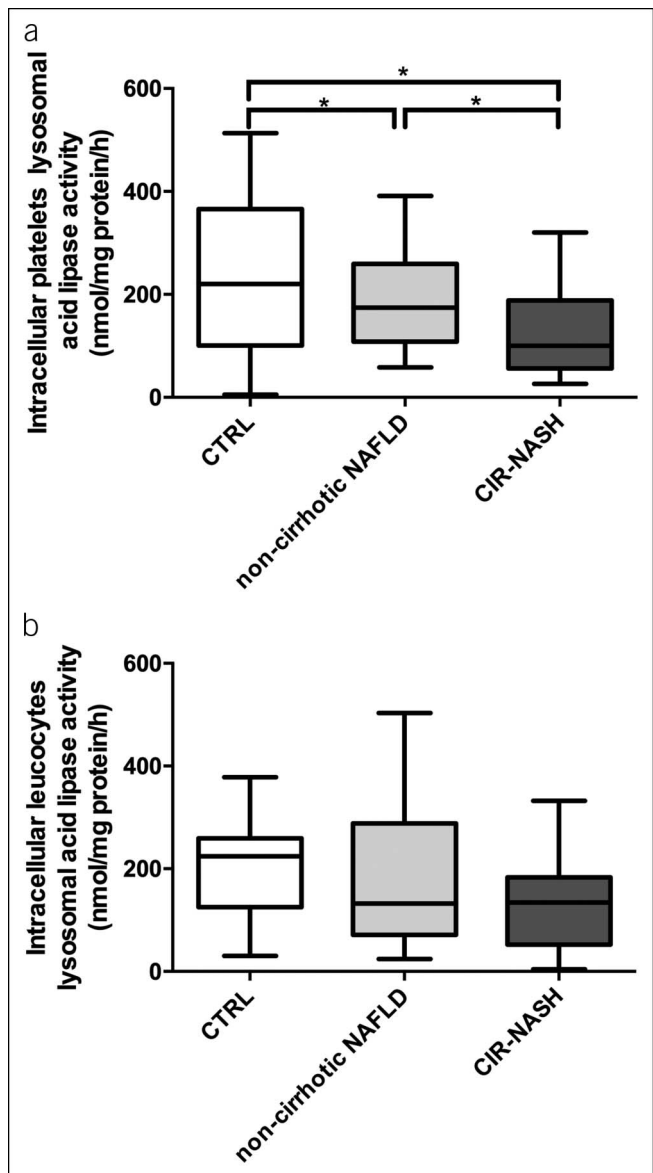 a
Intracellular platelets lysosomal
acid lipase activity
(nmol/mg protein/h)
600
400
200
0
*
*
*
CTRL
non-cirrhotic NAFLD
CIR-NASH
b
Intracellular leucocytes
lysosomal acid lipase activity
(nmol/mg protein/h)
600
400
200
0
CTRL
non-cirrhotic NAFLD
CIR-NASH